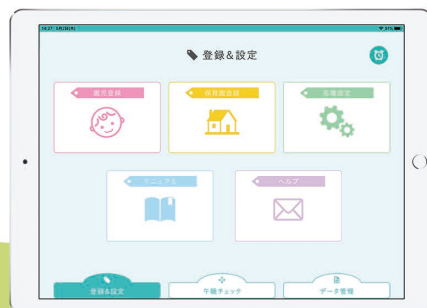 登録&設定
園児登録
保育園登録
各種設定
マニュアル
ヘルプ
登録&設定
午睡チェック
データ管理